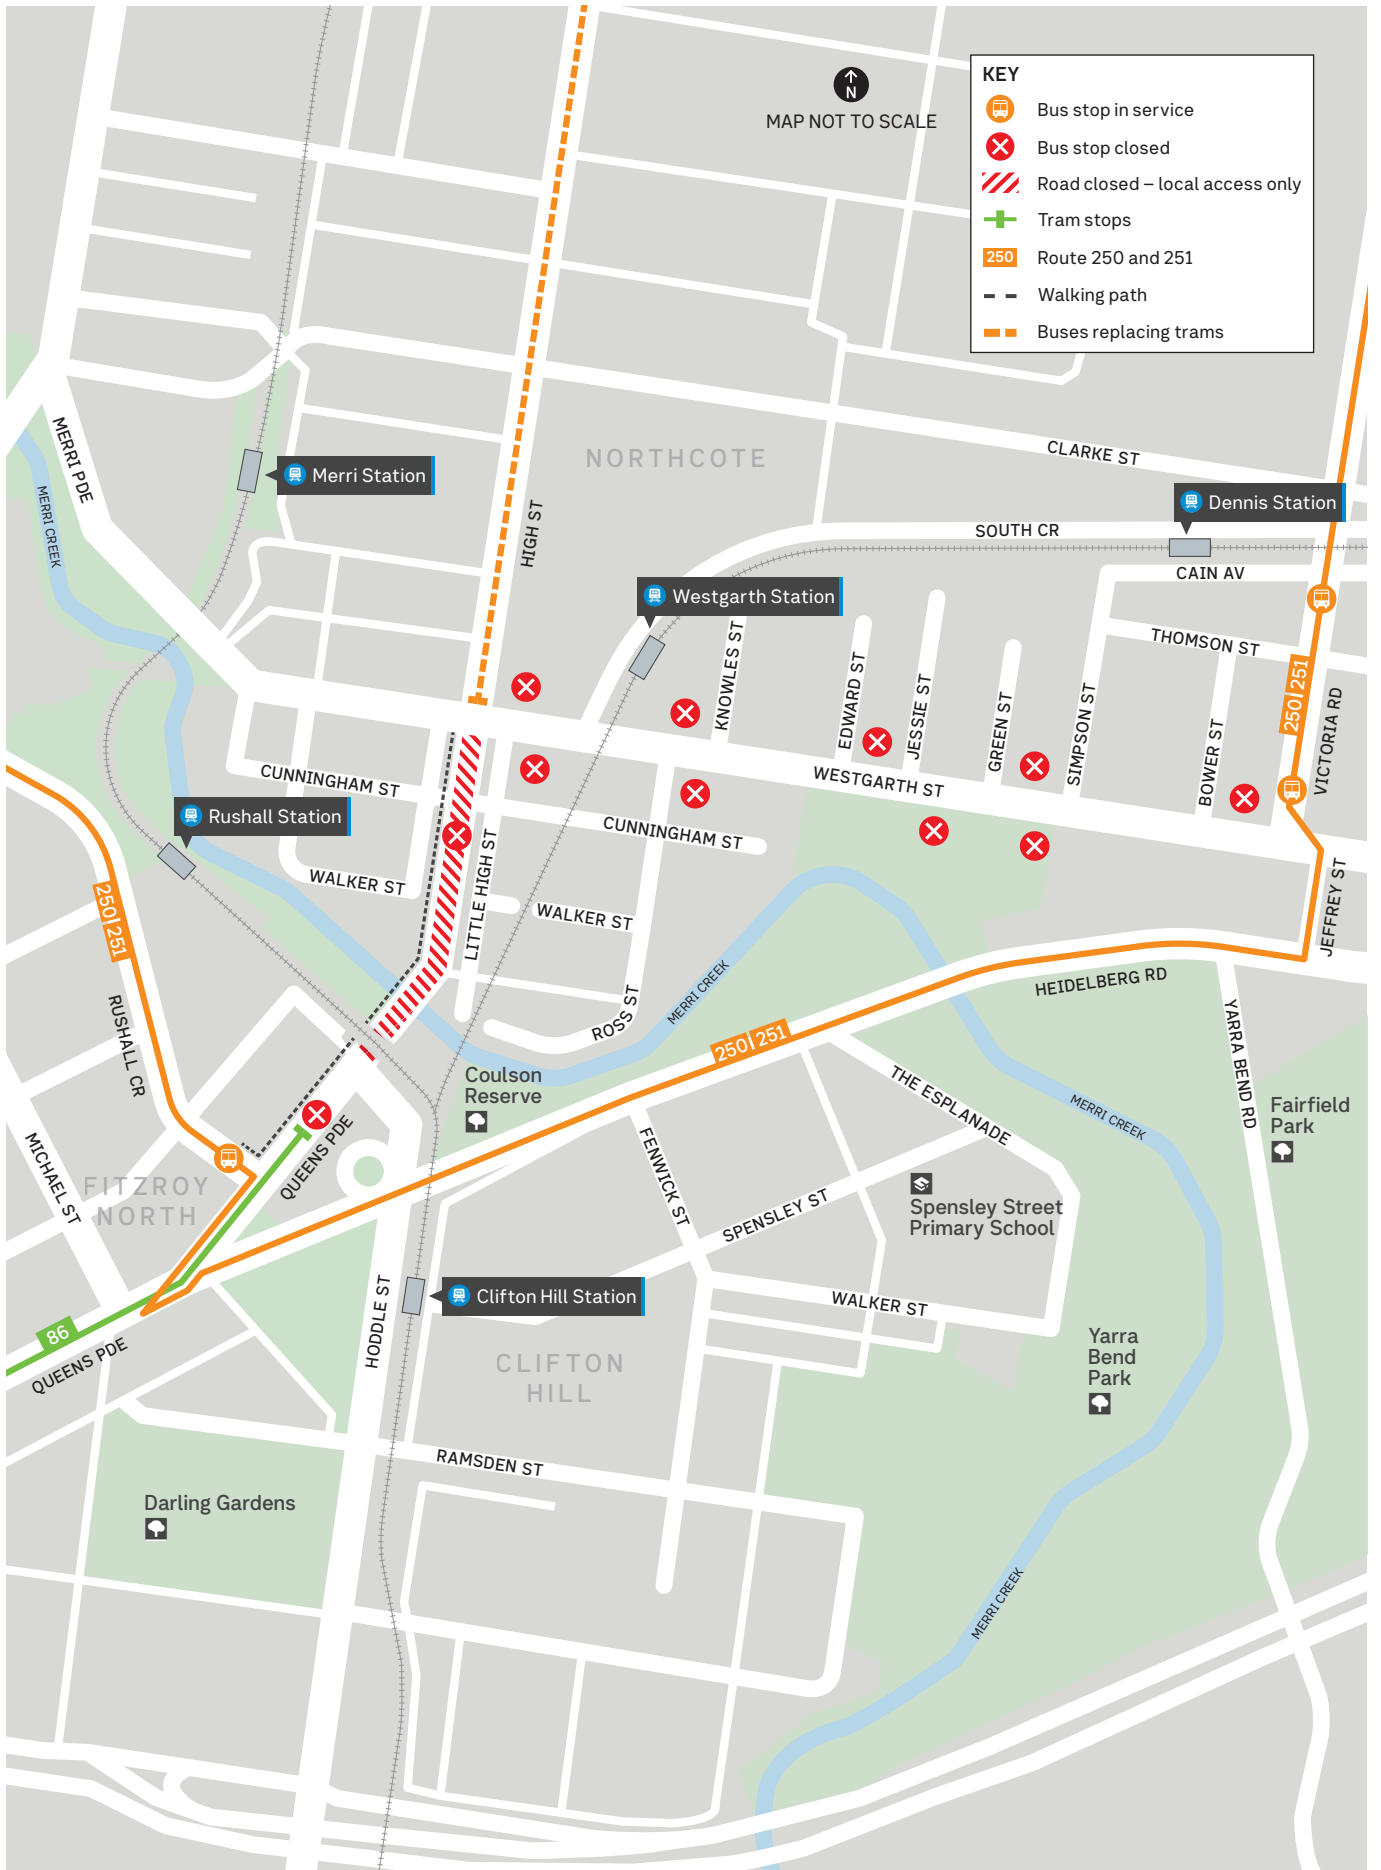 N
MAP NOT TO SCALE
KEY
Bus stop in service
Bus stop closed
Road closed – local access only
Tram stops
250
Route 250 and 251
Walking path
Buses replacing trams
MERRI PDE
MERRI CREEK
Merri Station
NORTHCOTE
HIGH ST
CLARKE ST
Dennis Station
SOUTH CR
CAIN AV
Westgarth Station
KNOWLES ST
EDWARD ST
JESSIE ST
GREEN ST
SIMPSON ST
THOMSON ST
BOWER ST
250|251
VICTORIA RD
WESTGARTH ST
CUNNINGHAM ST
CUNNINGHAM ST
Rushall Station
WALKER ST
LITTLE HIGH ST
WALKER ST
ROSS ST
MERRI CREEK
JEFFREY ST
HEIDELBERG RD
250|251
250|251
RUSHALL CR
Coulson
Reserve
THE ESPLANADE
MERRI CREEK
YARRA BEND RD
Fairfield
Park
MICHAEL ST
FITZROY
NORTH
QUEENS PDE
FENWICK ST
SPENSLEY ST
Spensley Street
Primary School
Clifton Hill Station
WALKER ST
86
QUEENS PDE
HODDLE ST
CLIFTON
HILL
Yarra
Bend
Park
RAMSDEN ST
Darling Gardens
MERRI CREEK